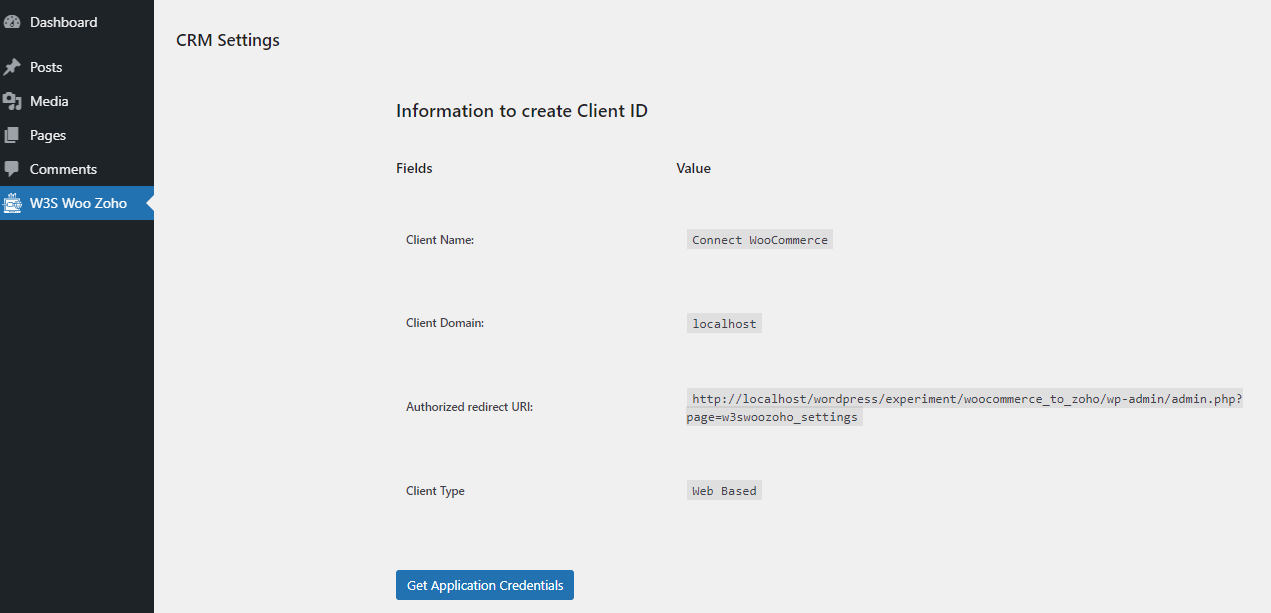 Dashboard
Posts
Media
Pages
Comments
W3S Woo Zoho
CRM Settings
Information to create Client ID
Fields Value
Client Name: Connect WooCommerce
Client Domain: localhost
Authorized redirect URI: http://localhost/wordpress/experiment/woocommerce_to_zoho/wp-admin/admin.php?
page=w3swoozoho_settings
Client Type Web Based
Get Application Credentials